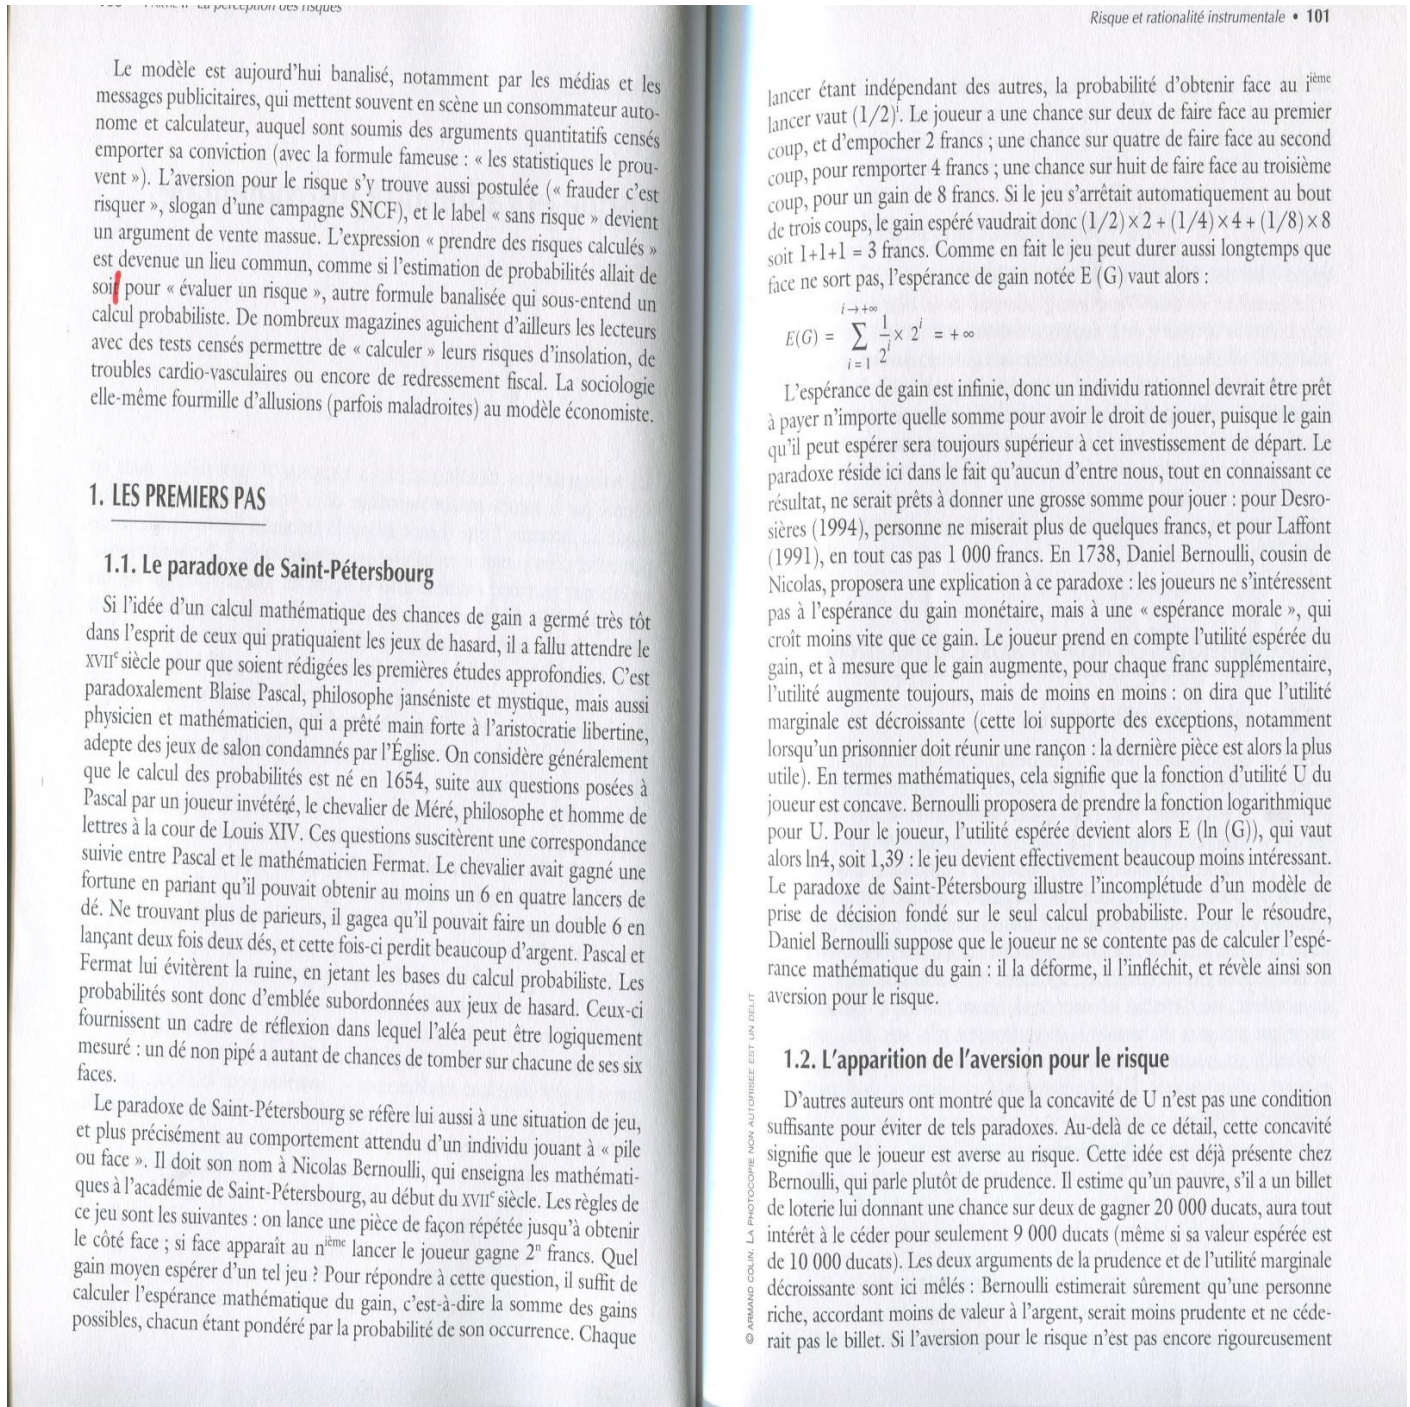 La perception des risques
Le modèle est aujourd'hui banalisé, notamment par les médias et les
messages publicitaires, qui mettent souvent en scène un consommateur auto-
nome et calculateur, auquel sont soumis des arguments quantitatifs censés
emporter sa conviction (avec la formule fameuse : « les statistiques le prou-
vent »). L'aversion pour le risque s'y trouve aussi postulée (« frauder c'est
risquer », slogan d'une campagne SNCF), et le label « sans risque » devient
un argument de vente massue. L'expression « prendre des risques calculés »
est devenue un lieu commun, comme si l'estimation de probabilités allait de
soit pour « évaluer un risque », autre formule banalisée qui sous-entend un
calcul probabiliste. De nombreux magazines aguichent d'ailleurs les lecteurs
avec des tests censés permettre de « calculer » leurs risques d'insolation, de
troubles cardio-vasculaires ou encore de redressement fiscal. La sociologie
elle-même fourmille d'allusions (parfois maladroites) au modèle économiste.
1. LES PREMIERS PAS
1.1. Le paradoxe de Saint-Pétersbourg
Si l'idée d'un calcul mathématique des chances de gain a germé très tôt
dans l'esprit de ceux qui pratiquaient les jeux de hasard, il a fallu attendre le
XVIIe siècle pour que soient rédigées les premières études approfondies. C'est
paradoxalement Blaise Pascal, philosophe janséniste et mystique, mais aussi
physicien et mathématicien, qui a prêté main forte à l'aristocratie libertine,
adepte des jeux de salon condamnés par l'Église. On considère généralement
que le calcul des probabilités est né en 1654, suite aux questions posées à
Pascal par un joueur invétéré, le chevalier de Méré, philosophe et homme de
lettres à la cour de Louis XIV. Ces questions suscitèrent une correspondance
suivie entre Pascal et le mathématicien Fermat. Le chevalier avait gagné une
fortune en pariant qu'il pouvait obtenir au moins un 6 en quatre lancers de
dé. Ne trouvant plus de parieurs, il gagea qu'il pouvait faire un double 6 en
lançant deux fois deux dés, et cette fois-ci perdit beaucoup d'argent. Pascal et
Fermat lui évitèrent la ruine, en jetant les bases du calcul probabiliste. Les
probabilités sont donc d'emblée subordonnées aux jeux de hasard. Ceux-ci
fournissent un cadre de réflexion dans lequel l'aléa peut être logiquement
mesuré : un dé non pipé a autant de chances de tomber sur chacune de ses six
faces.
Le paradoxe de Saint-Pétersbourg se réfère lui aussi à une situation de jeu,
et plus précisément au comportement attendu d'un individu jouant à « pile
ou face ». Il doit son nom à Nicolas Bernoulli, qui enseigna les mathémati-
ques à l'académie de Saint-Pétersbourg, au début du XVIIe siècle. Les règles de
ce jeu sont les suivantes : on lance une pièce de façon répétée jusqu'à obtenir
le côté face ; si face apparaît au nième lancer le joueur gagne 2ⁿ francs. Quel
gain moyen espérer d'un tel jeu ? Pour répondre à cette question, il suffit de
calculer l'espérance mathématique du gain, c'est-à-dire la somme des gains
possibles, chacun étant pondéré par la probabilité de son occurrence. Chaque
Risque et rationalité instrumentale • 101
lancer étant indépendant des autres, la probabilité d'obtenir face au iième
lancer vaut (1/2)ⁱ. Le joueur a une chance sur deux de faire face au premier
coup, et d'empocher 2 francs ; une chance sur quatre de faire face au second
coup, pour remporter 4 francs ; une chance sur huit de faire face au troisième
coup, pour un gain de 8 francs. Si le jeu s'arrêtait automatiquement au bout
de trois coups, le gain espéré vaudrait donc (1/2) × 2 + (1/4) × 4 + (1/8) × 8
soit 1+1+1 = 3 francs. Comme en fait le jeu peut durer aussi longtemps que
face ne sort pas, l'espérance de gain notée E (G) vaut alors :
i → +∞
E(G) = ∑ 1/2ⁱ × 2ⁱ = + ∞
i = 1
L'espérance de gain est infinie, donc un individu rationnel devrait être prêt
à payer n'importe quelle somme pour avoir le droit de jouer, puisque le gain
qu'il peut espérer sera toujours supérieur à cet investissement de départ. Le
paradoxe réside ici dans le fait qu'aucun d'entre nous, tout en connaissant ce
résultat, ne serait prêts à donner une grosse somme pour jouer : pour Desro-
sières (1994), personne ne miserait plus de quelques francs, et pour Laffont
(1991), en tout cas pas 1 000 francs. En 1738, Daniel Bernoulli, cousin de
Nicolas, proposera une explication à ce paradoxe : les joueurs ne s'intéressent
pas à l'espérance du gain monétaire, mais à une « espérance morale », qui
croît moins vite que ce gain. Le joueur prend en compte l'utilité espérée du
gain, et à mesure que le gain augmente, pour chaque franc supplémentaire,
l'utilité augmente toujours, mais de moins en moins : on dira que l'utilité
marginale est décroissante (cette loi supporte des exceptions, notamment
lorsqu'un prisonnier doit réunir une rançon : la dernière pièce est alors la plus
utile). En termes mathématiques, cela signifie que la fonction d'utilité U du
joueur est concave. Bernoulli proposera de prendre la fonction logarithmique
pour U. Pour le joueur, l'utilité espérée devient alors E (ln (G)), qui vaut
alors ln4, soit 1,39 : le jeu devient effectivement beaucoup moins intéressant.
Le paradoxe de Saint-Pétersbourg illustre l'incomplétude d'un modèle de
prise de décision fondé sur le seul calcul probabiliste. Pour le résoudre,
Daniel Bernoulli suppose que le joueur ne se contente pas de calculer l'espé-
rance mathématique du gain : il la déforme, il l'infléchit, et révèle ainsi son
aversion pour le risque.
1.2. L'apparition de l'aversion pour le risque
D'autres auteurs ont montré que la concavité de U n'est pas une condition
suffisante pour éviter de tels paradoxes. Au-delà de ce détail, cette concavité
signifie que le joueur est averse au risque. Cette idée est déjà présente chez
Bernoulli, qui parle plutôt de prudence. Il estime qu'un pauvre, s'il a un billet
de loterie lui donnant une chance sur deux de gagner 20 000 ducats, aura tout
intérêt à le céder pour seulement 9 000 ducats (même si sa valeur espérée est
de 10 000 ducats). Les deux arguments de la prudence et de l'utilité marginale
décroissante sont ici mêlés : Bernoulli estimerait sûrement qu'une personne
riche, accordant moins de valeur à l'argent, serait moins prudente et ne céde-
rait pas le billet. Si l'aversion pour le risque n'est pas encore rigoureusement
© ARMAND COLIN. LA PHOTOCOPIE NON AUTORISÉE EST UN DÉLIT